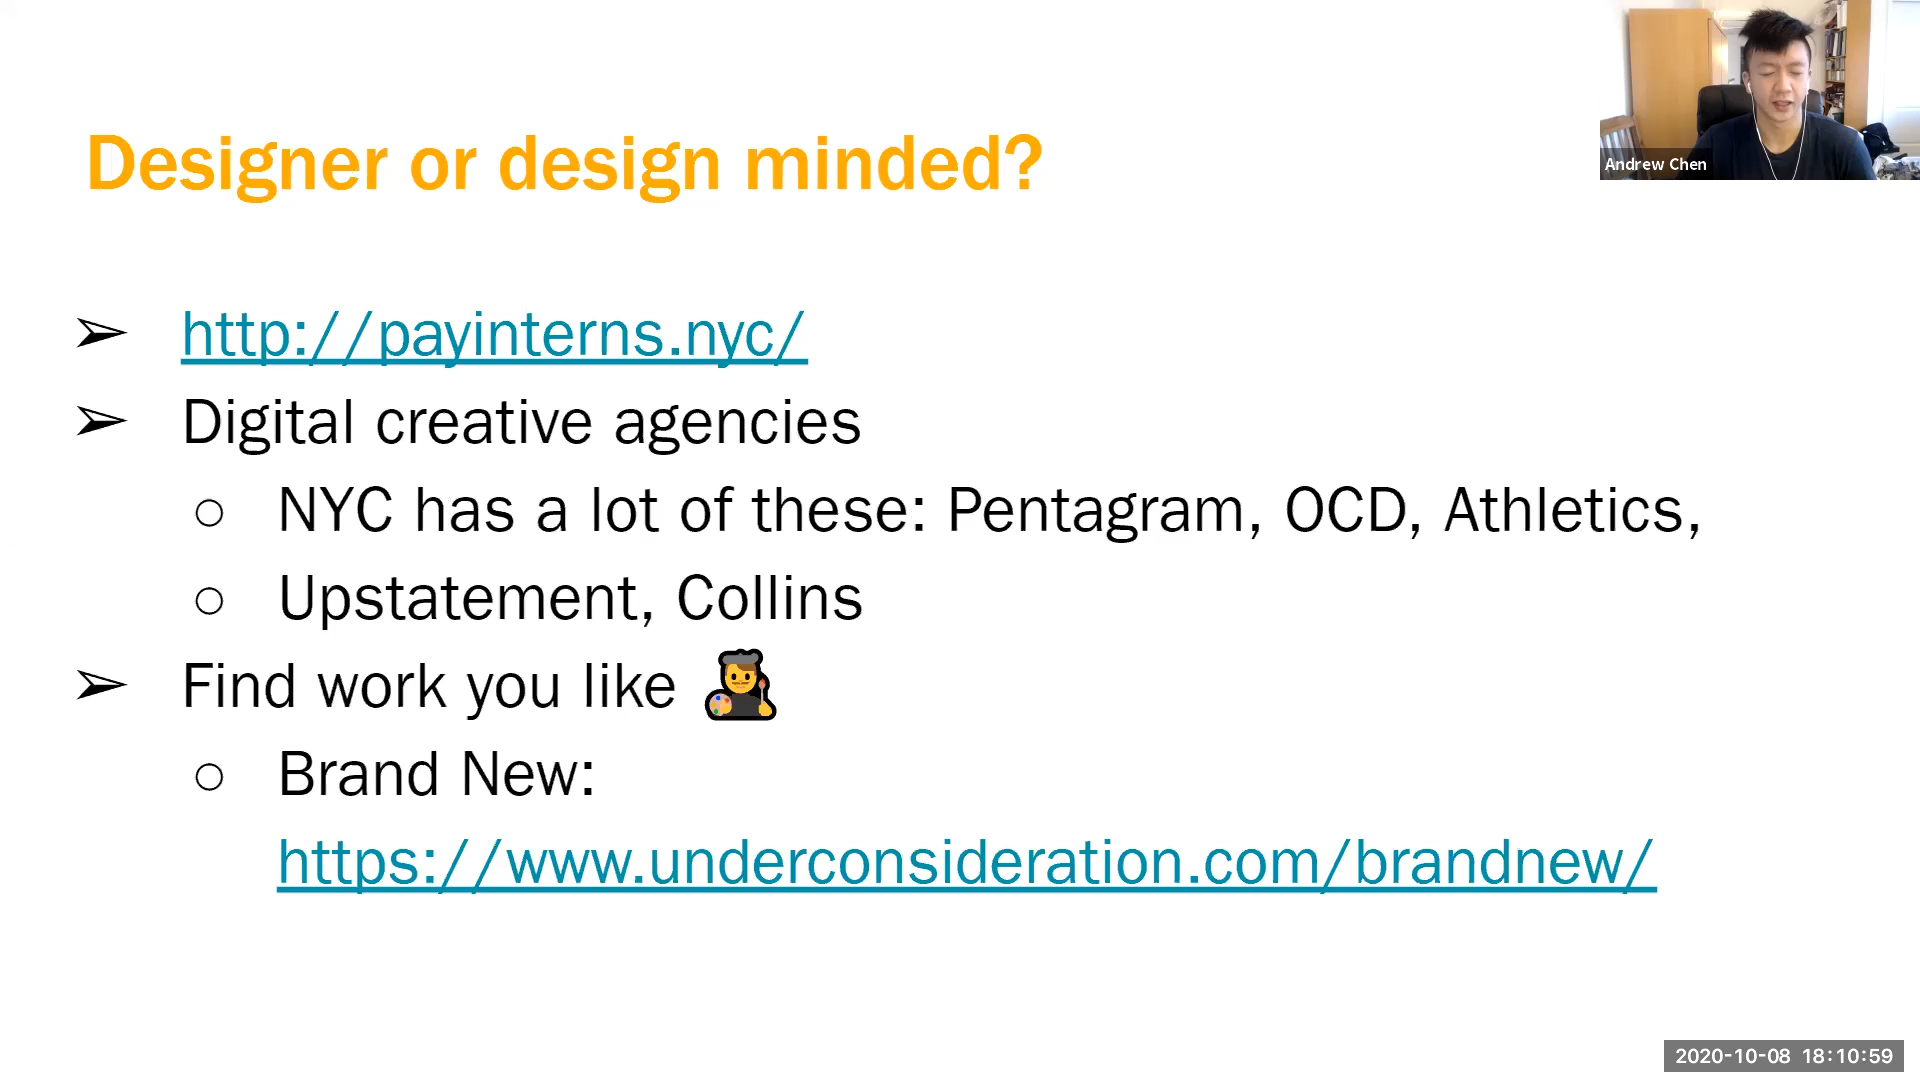 Andrew Chen
Designer or design minded?
➢ http://payinterns.nyc/
➢ Digital creative agencies
○ NYC has a lot of these: Pentagram, OCD, Athletics,
○ Upstatement, Collins
➢ Find work you like 👨‍🎨
○ Brand New:
https://www.underconsideration.com/brandnew/
2020-10-08 18:10:59